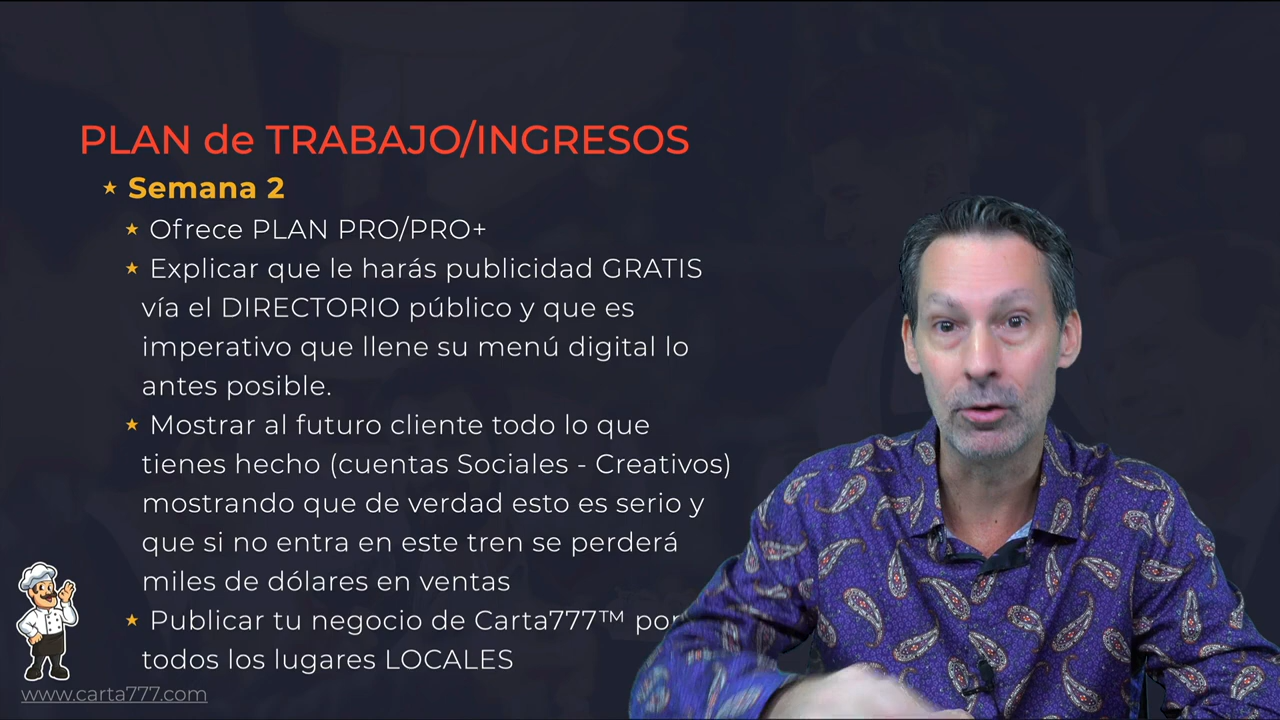 PLAN de TRABAJO/INGRESOS
Semana 2
Ofrece PLAN PRO/PRO+
Explicar que le harás publicidad GRATIS
vía el DIRECTORIO público y que es
imperativo que llene su menú digital lo
antes posible.
Mostrar al futuro cliente todo lo que
tienes hecho (cuentas Sociales - Creativos)
mostrando que de verdad esto es serio y
que si no entra en este tren se perderá
miles de dólares en ventas
Publicar tu negocio de Carta777™ por
todos los lugares LOCALES
www.carta777.com